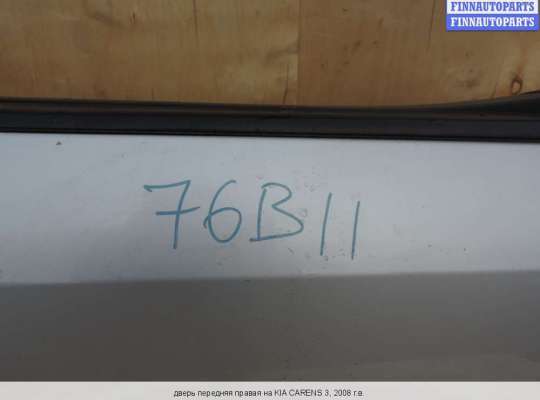 FINNAUTOPARTS
FINNAUTOPARTS
76B11
дверь передняя правая на KIA CARENS 3, 2008 г.в.